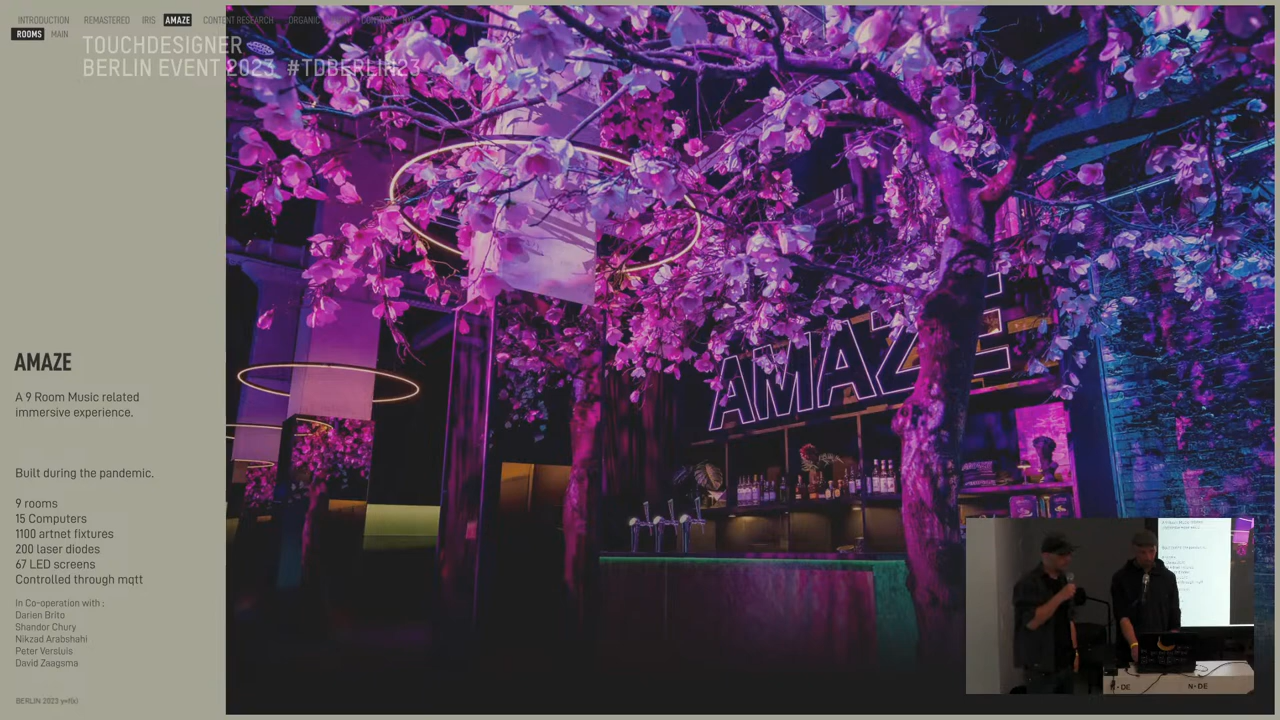 INTRODUCTION REMASTERED IRIS AMAZE CONTENT RESEARCH ORGANIC
ROOMS MAIN
TOUCHDESIGNER
BERLIN EVENT 2023 #TDBERLIN23
AMAZE
AMAZE
A 9 Room Music related
immersive experience.
Built during the pandemic.
9 rooms
15 Computers
1100 artnet fixtures
200 laser diodes
67 LED screens
Controlled through mqtt
In Co-operation with :
Darien Brito
Shandor Chury
Nikzad Arabshahi
Peter Versluis
David Zaagsma
BERLIN 2023 y=f(x)
N-DE